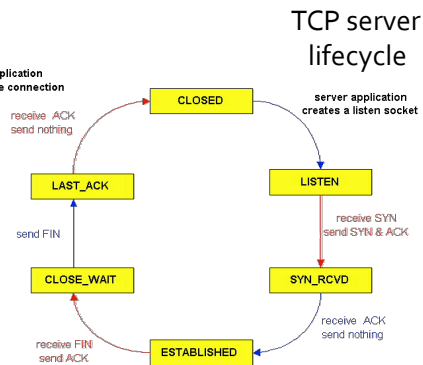 TCP server
lifecycle
plication
e connection
CLOSED
server application
creates a listen socket
receive ACK
send nothing
LAST_ACK
LISTEN
receive SYN
send SYN & ACK
send FIN
CLOSE_WAIT
SYN_RCVD
receive ACK
send nothing
receive FIN
send ACK
ESTABLISHED